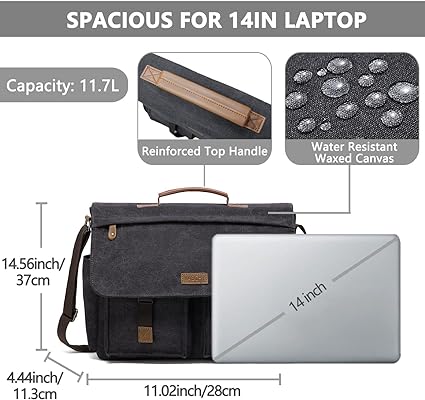 SPACIOUS FOR 14IN LAPTOP
Capacity: 11.7L
Reinforced Top Handle
Water Resistant
Waxed Canvas
14.56inch/
37cm
14 inch
4.44inch/
11.3cm
11.02inch/28cm